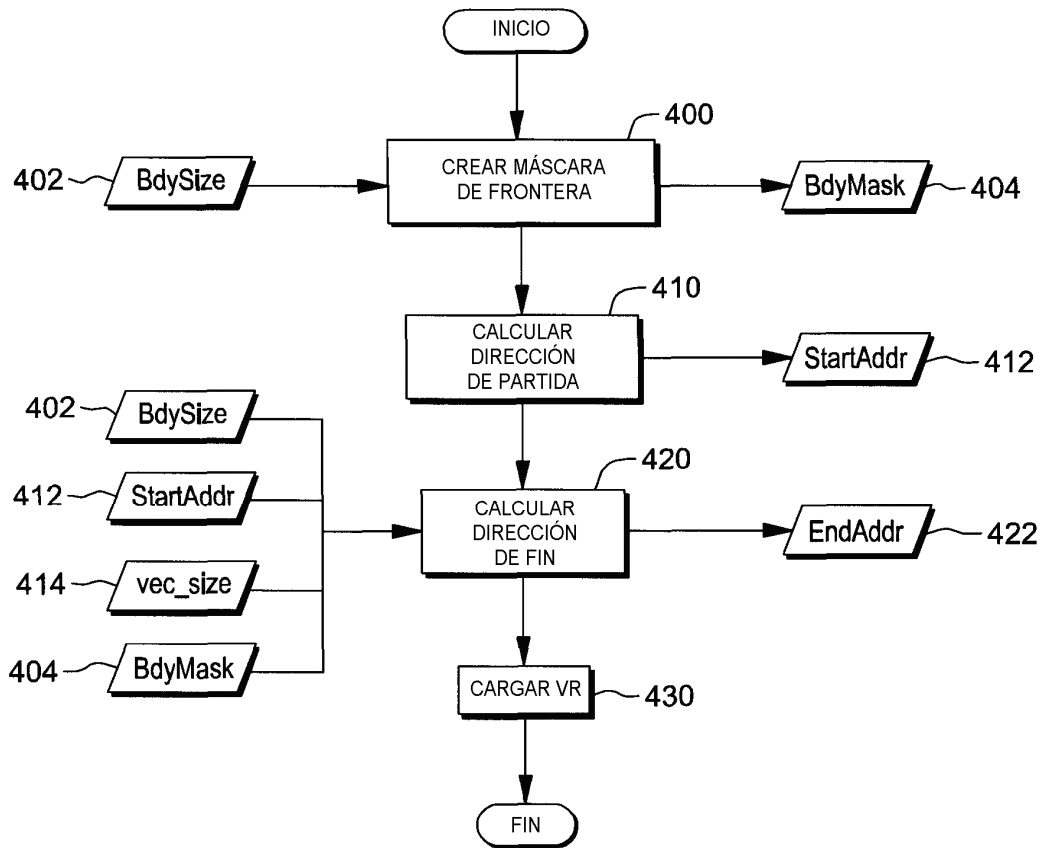 INICIO
400
CREAR MÁSCARA
DE FRONTERA
402
BdySize
BdyMask
404
410
CALCULAR
DIRECCIÓN
DE PARTIDA
StartAddr
412
402
BdySize
412
StartAddr
414
vec_size
404
BdyMask
420
CALCULAR
DIRECCIÓN
DE FIN
EndAddr
422
CARGAR VR
430
FIN